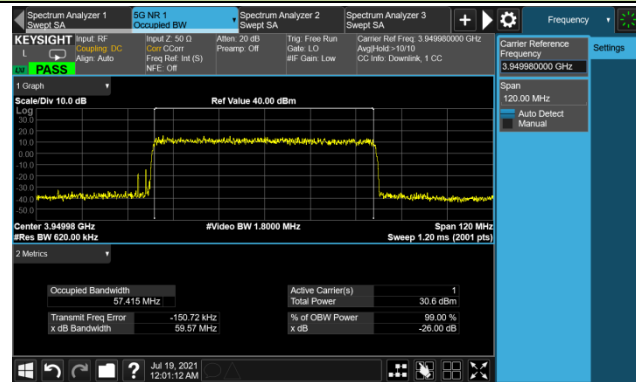 Spectrum Analyzer 1
Swept SA
5G NR 1
Occupied BW
Spectrum Analyzer 2
Swept SA
Spectrum Analyzer 3
Swept SA
Frequency
KEYSIGHT
L
PASS
Input: RF
Coupling: DC
Align: Auto
Input Z: 50 Ω
Corr CCorr
Freq Ref: Int (S)
NFE: Off
Atten: 20 dB
Preamp: Off
Trig: Free Run
Gate: LO
#IF Gain: Low
Carrier Ref Freq: 3.949980000 GHz
Avg|Hold:>10/10
CC Info: Downlink, 1 CC
Carrier Reference
Frequency
3.949980000 GHz
Settings
Span
120.00 MHz
Auto Detect
Manual
1 Graph
Scale/Div 10.0 dB
Ref Value 40.00 dBm
Log
30.0
20.0
10.0
0.00
-10.0
-20.0
-30.0
-40.0
-50.0
Center 3.94998 GHz
#Video BW 1.8000 MHz
Span 120 MHz
#Res BW 620.00 kHz
Sweep 1.20 ms (2001 pts)
2 Metrics
Occupied Bandwidth
57.415 MHz
Active Carrier(s) 1
Total Power 30.6 dBm
Transmit Freq Error -150.72 kHz
x dB Bandwidth 59.57 MHz
% of OBW Power 99.00 %
x dB -26.00 dB
?
Jul 19, 2021
12:01:12 AM